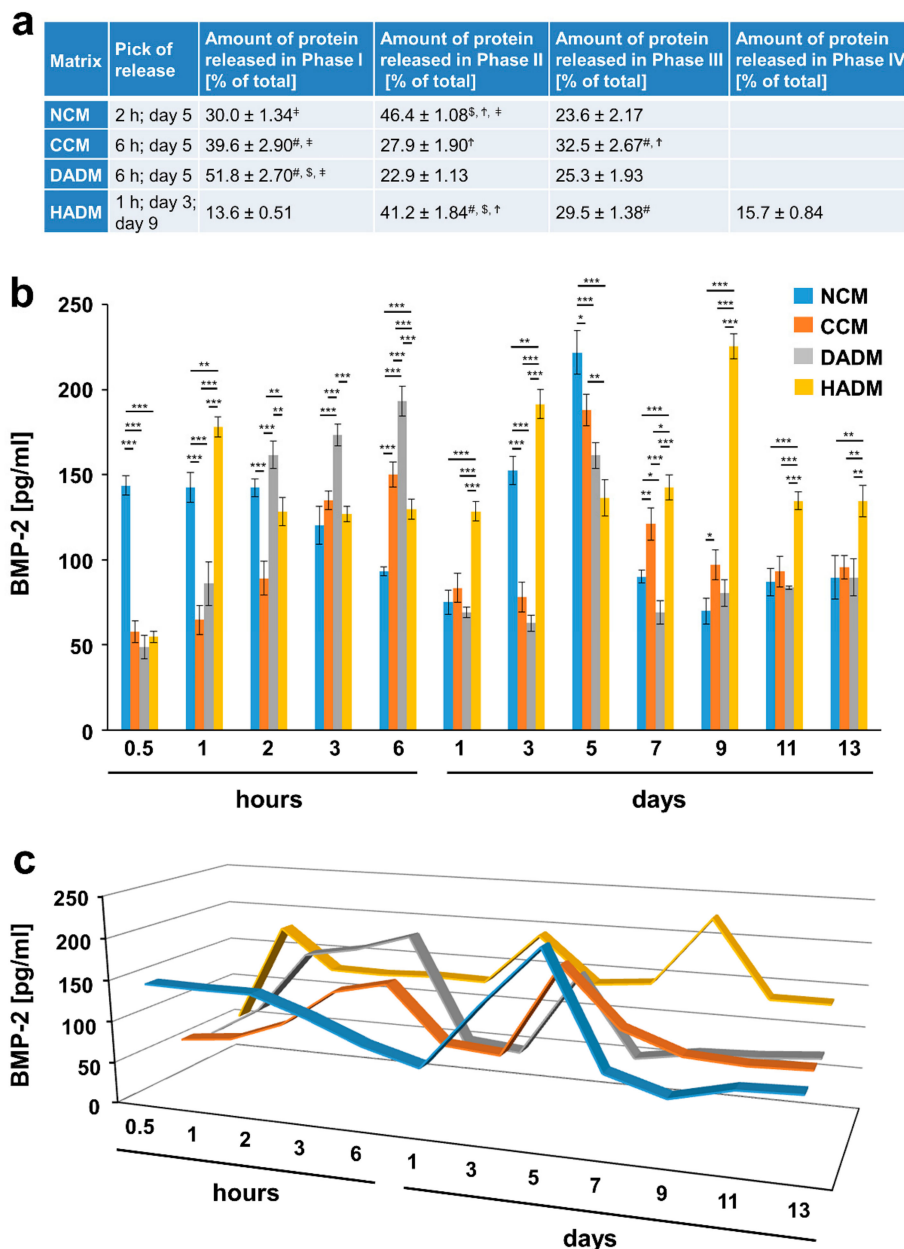 a
Matrix
Pick of
release
Amount of protein
released in Phase I
[% of total]
Amount of protein
released in Phase II
[% of total]
Amount of protein
released in Phase III
[% of total]
Amount of protein
released in Phase IV
[% of total]
NCM 2 h; day 5 30.0 ± 1.34‡ 46.4 ± 1.08$, †, ‡ 23.6 ± 2.17
CCM 6 h; day 5 39.6 ± 2.90#, ‡ 27.9 ± 1.90† 32.5 ± 2.67#, †
DADM 6 h; day 5 51.8 ± 2.70#, $, ‡ 22.9 ± 1.13 25.3 ± 1.93
HADM 1 h; day 3;
day 9 13.6 ± 0.51 41.2 ± 1.84#, $, † 29.5 ± 1.38# 15.7 ± 0.84
b
BMP-2 [pg/ml]
250
200
150
100
50
0
NCM
CCM
DADM
HADM
0.5 1 2 3 6 1 3 5 7 9 11 13
hours days
c
BMP-2 [pg/ml]
250
200
150
100
50
0
0.5 1 2 3 6 1 3 5 7 9 11 13
hours
days